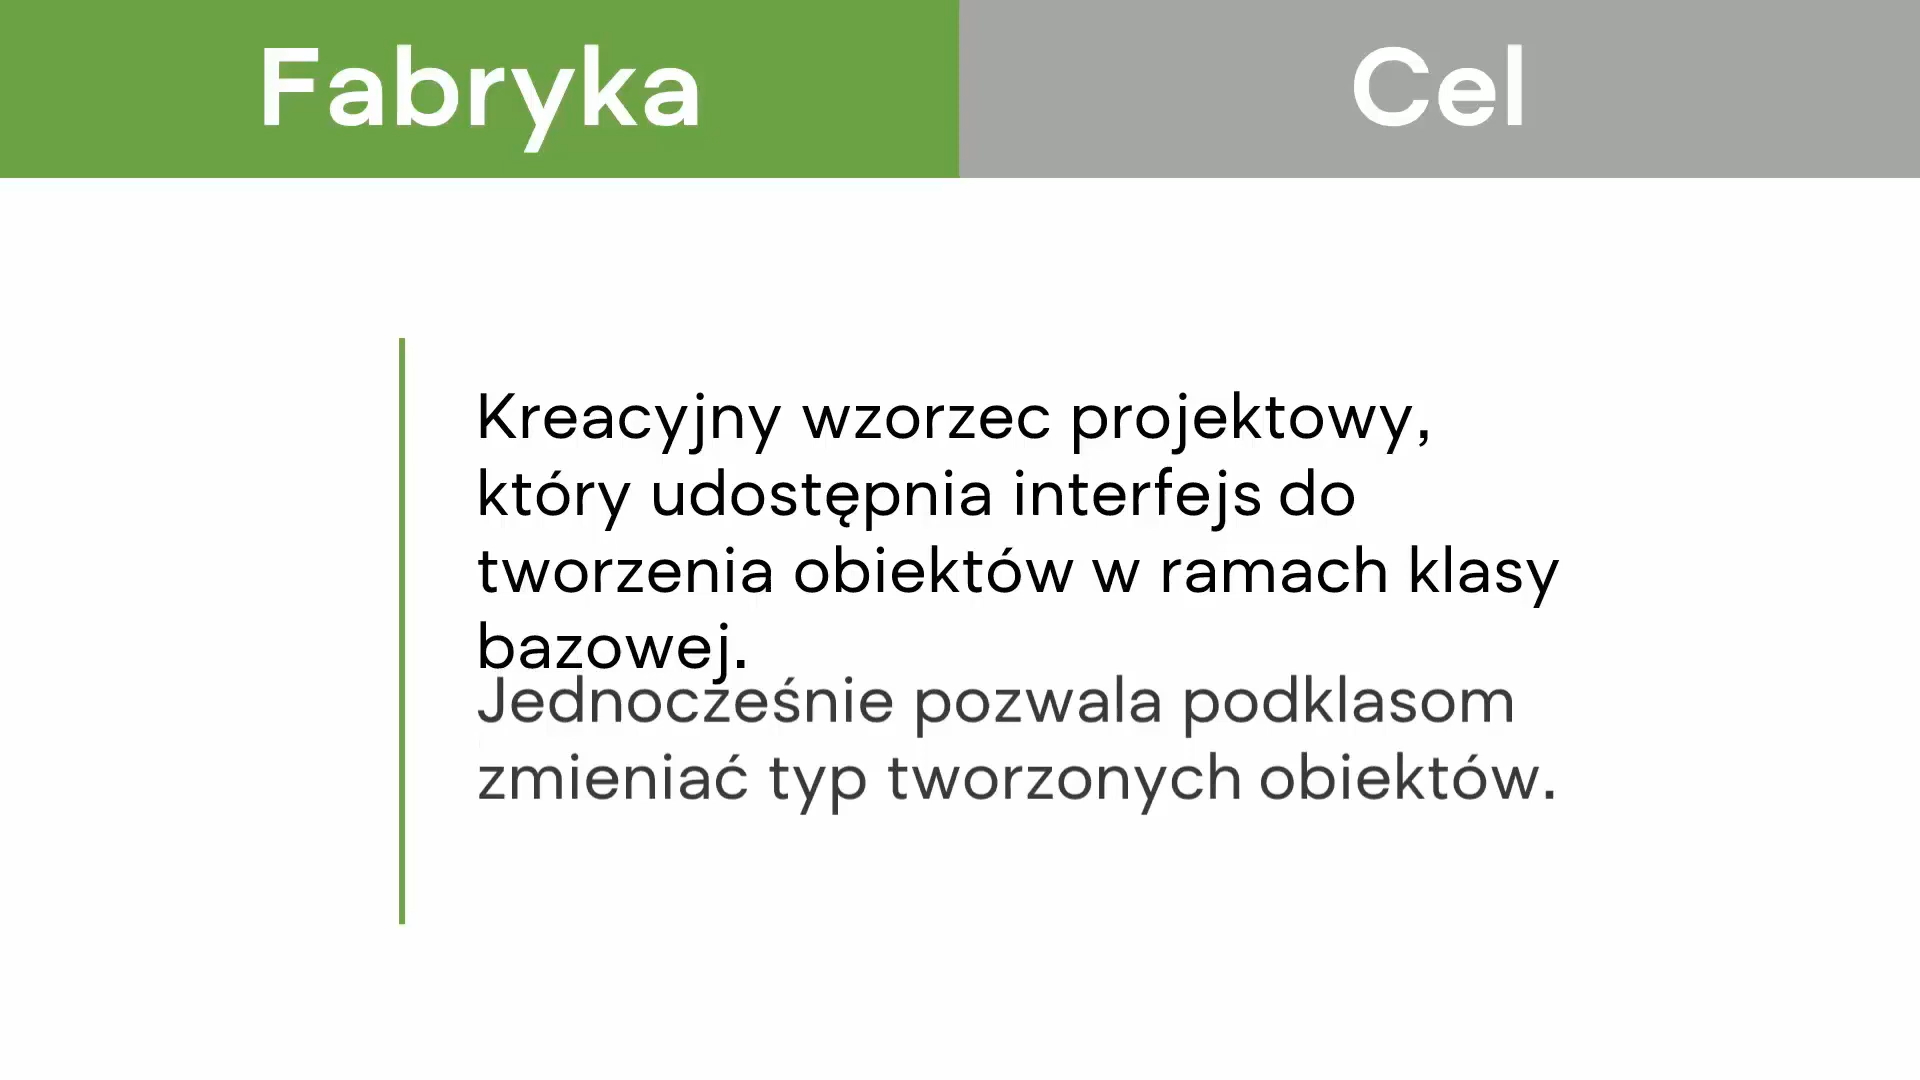 Fabryka
Cel
Kreacyjny wzorzec projektowy,
który udostępnia interfejs do
tworzenia obiektów w ramach klasy
bazowej.
Jednocześnie pozwala podklasom
zmieniać typ tworzonych obiektów.